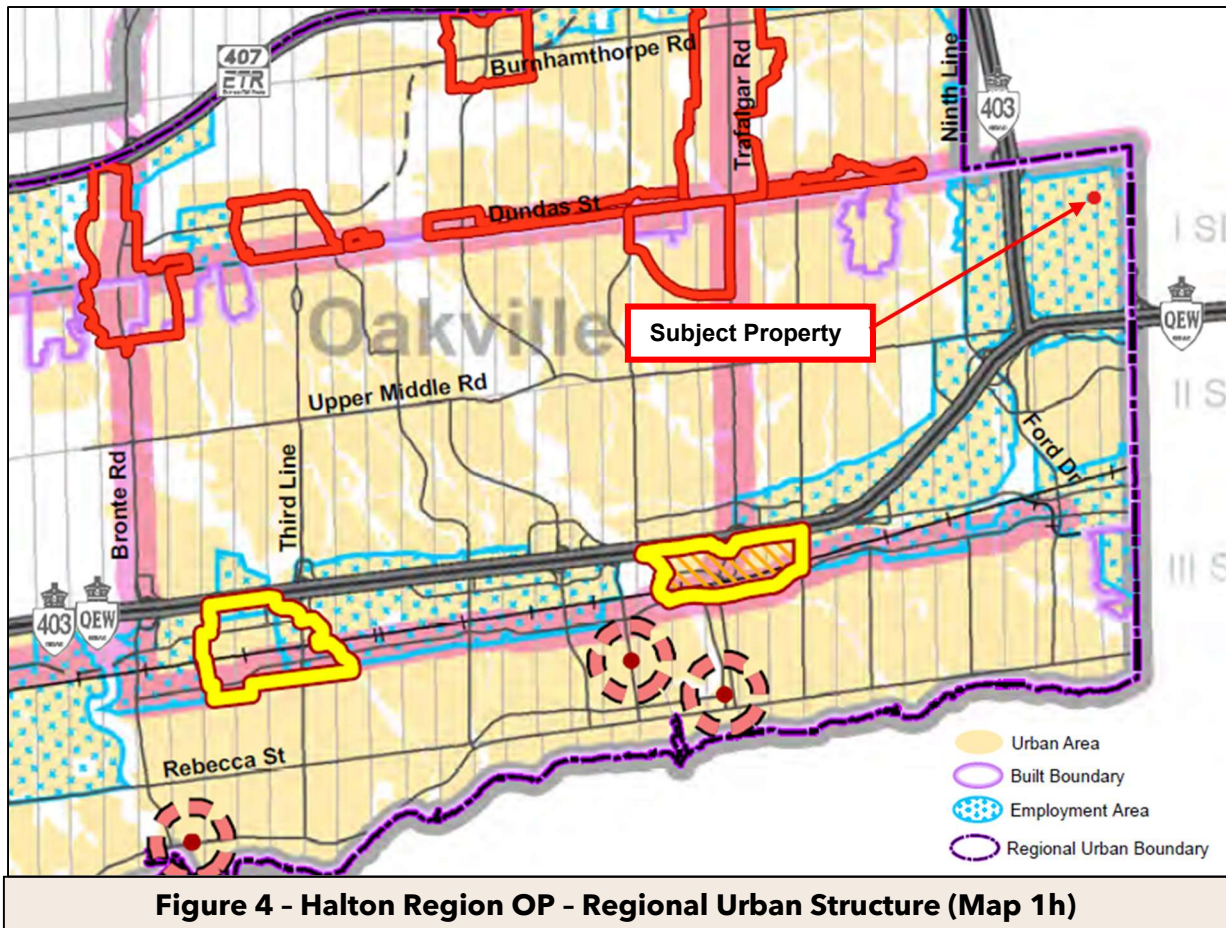 407
ETR
Burnhamthorpe Rd
Trafalgar Rd
Ninth Line
403
Dundas St
I S
Oakville
Subject Property
QEW
Upper Middle Rd
II S
Bronte Rd
Third Line
Ford Dr
III S
403
QEW
Rebecca St
Urban Area
Built Boundary
Employment Area
Regional Urban Boundary
Figure 4 – Halton Region OP – Regional Urban Structure (Map 1h)